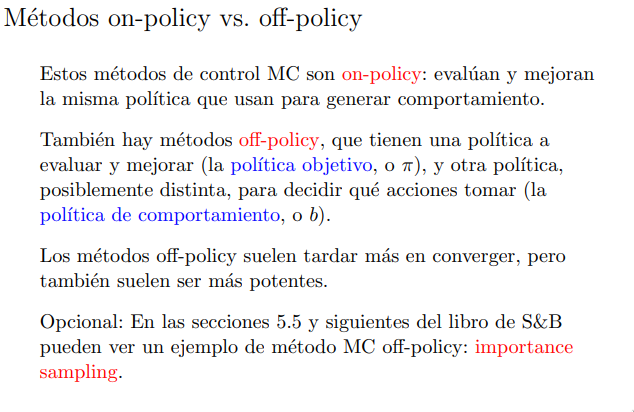 Métodos on-policy vs. off-policy
Estos métodos de control MC son on-policy: evalúan y mejoran
la misma política que usan para generar comportamiento.
También hay métodos off-policy, que tienen una política a
evaluar y mejorar (la política objetivo, o π), y otra política,
posiblemente distinta, para decidir qué acciones tomar (la
política de comportamiento, o b).
Los métodos off-policy suelen tardar más en converger, pero
también suelen ser más potentes.
Opcional: En las secciones 5.5 y siguientes del libro de S&B
pueden ver un ejemplo de método MC off-policy: importance
sampling.